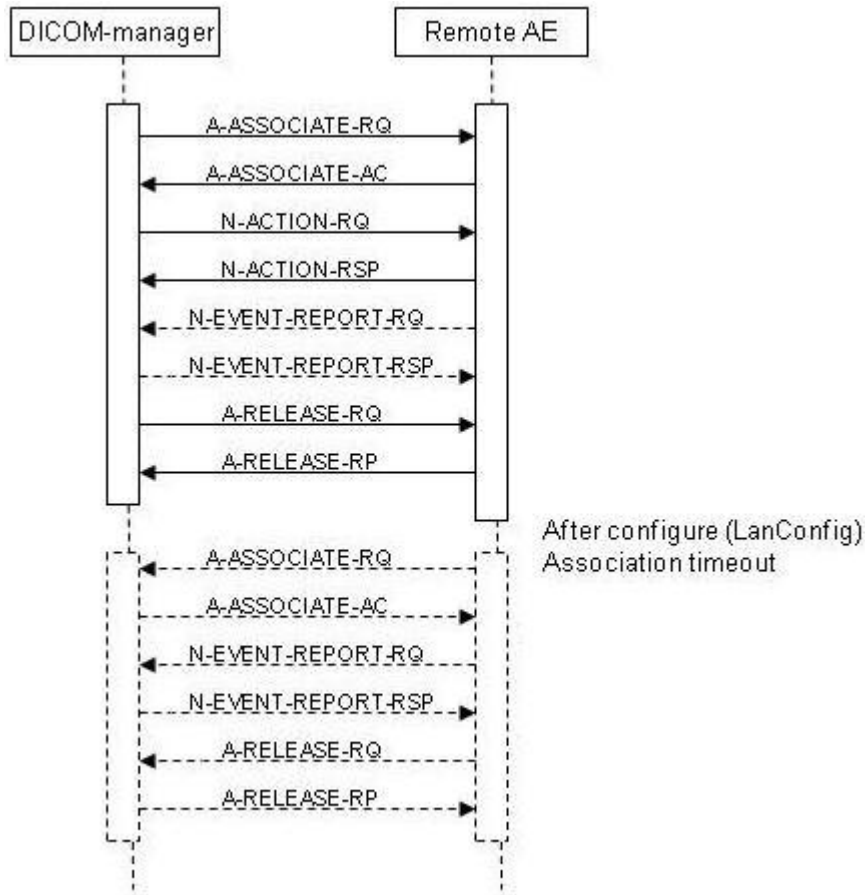 DICOM-manager
Remote AE
A-ASSOCIATE-RQ
A-ASSOCIATE-AC
N-ACTION-RQ
N-ACTION-RSP
N-EVENT-REPORT-RQ
N-EVENT-REPORT-RSP
A-RELEASE-RQ
A-RELEASE-RP
After configure (LanConfig)
Association timeout
A-ASSOCIATE-RQ
A-ASSOCIATE-AC
N-EVENT-REPORT-RQ
N-EVENT-REPORT-RSP
A-RELEASE-RQ
A-RELEASE-RP